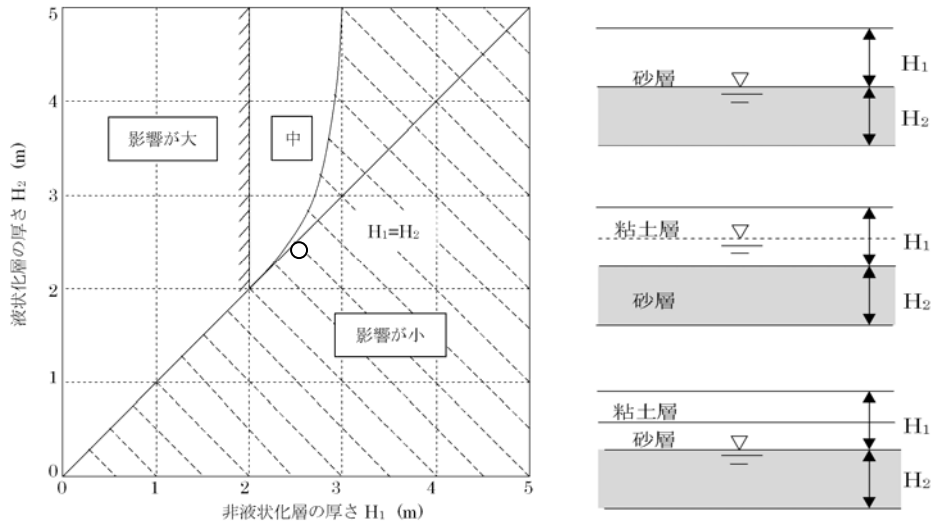 液状化層の厚さ H₂ (m)
5
4
3
2
1
0
影響が大
中
H₁=H₂
影響が小
0 1 2 3 4 5
非液状化層の厚さ H₁ (m)
砂層
H₁
H₂
粘土層
H₁
砂層
H₂
粘土層
砂層
H₁
H₂